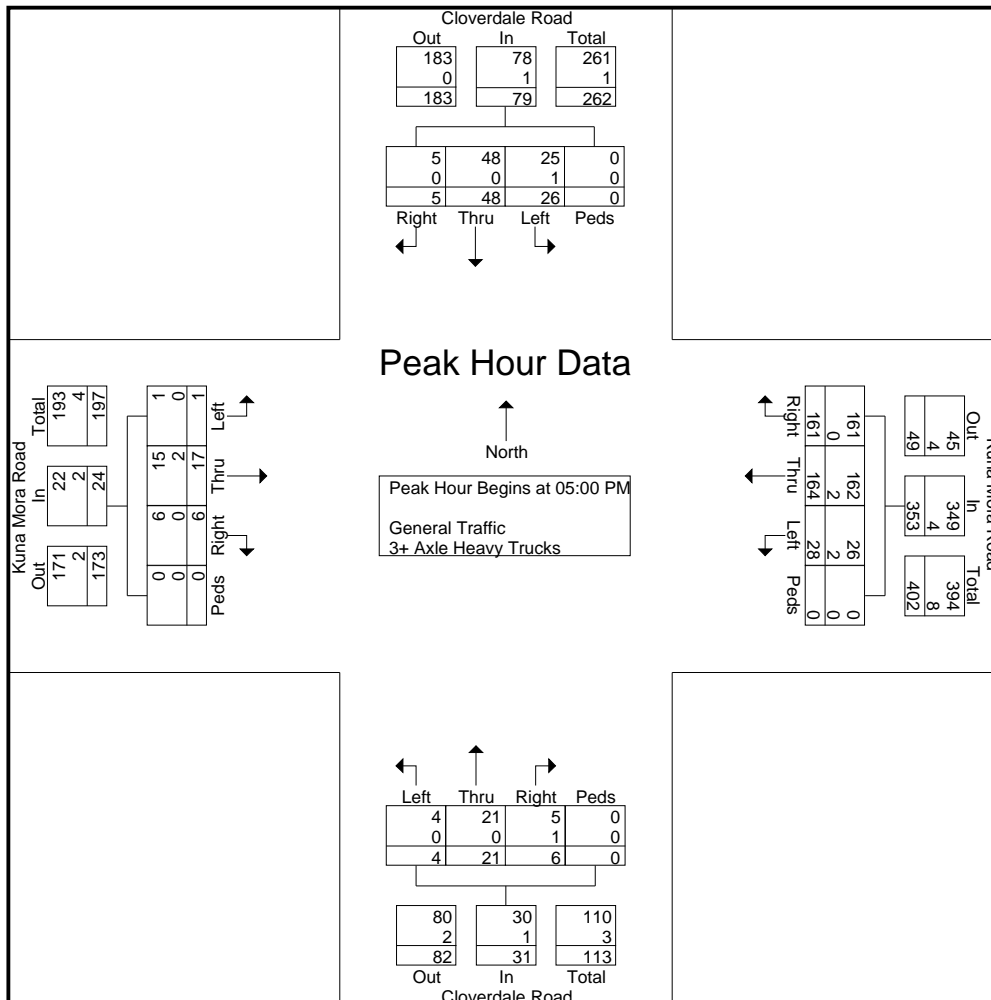 Cloverdale Road
Out In Total
183 78 261
0 1 1
183 79 262
5 48 25 0
0 0 1 0
5 48 26 0
Right Thru Left Peds
Peak Hour Data
North
Peak Hour Begins at 05:00 PM
General Traffic
3+ Axle Heavy Trucks
Kuna Mora Road
Total In Out
193 22 171
4 2 2
197 24 173
1 15 6 0
0 2 0 0
1 17 6 0
Left Thru Right Peds
Kuna Mora Road
Out In Total
45 349 394
4 4 8
49 353 402
161 162 26 0
0 2 2 0
161 164 28 0
Right Thru Left Peds
Left Thru Right Peds
4 21 5 0
0 0 1 0
4 21 6 0
80 30 110
2 1 3
82 31 113
Out In Total
Cloverdale Road